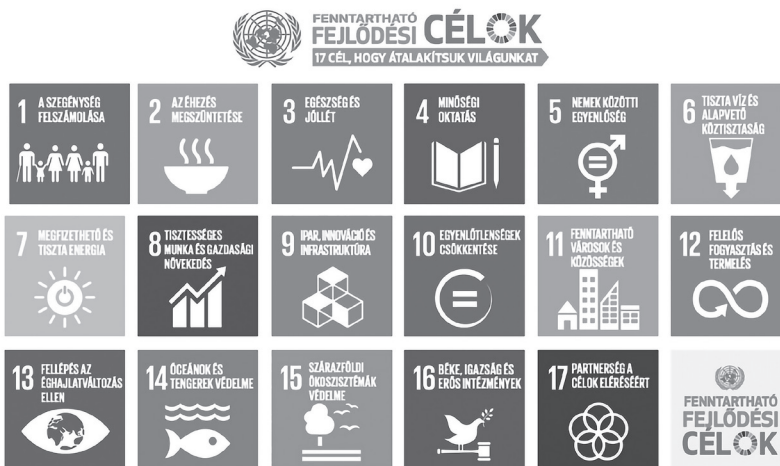 FENNTARTHATÓ
FEJLŐDÉSI CÉLOK
17 CÉL, HOGY ÁTALAKÍTSUK VILÁGUNKAT
1 A SZEGÉNYSÉG
FELSZÁMOLÁSA
2 AZ ÉHEZÉS
MEGSZÜNTETÉSE
3 EGÉSZSÉG ÉS
JÓLLÉT
4 MINŐSÉGI
OKTATÁS
5 NEMEK KÖZÖTTI
EGYENLŐSÉG
6 TISZTA VÍZ ÉS
ALAPVETŐ
KÖZTISZTASÁG
7 MEGFIZETHETŐ ÉS
TISZTA ENERGIA
8 TISZTESSÉGES
MUNKA ÉS GAZDASÁGI
NÖVEKEDÉS
9 IPAR, INNOVÁCIÓ ÉS
INFRASTRUKTÚRA
10 EGYENLŐTLENSÉGEK
CSÖKKENTÉSE
11 FENNTARTHATÓ
VÁROSOK ÉS
KÖZÖSSÉGEK
12 FELELŐS
FOGYASZTÁS ÉS
TERMELÉS
13 FELLÉPÉS AZ
ÉGHAJLATVÁLTOZÁS
ELLEN
14 ÓCEÁNOK ÉS
TENGEREK VÉDELME
15 SZÁRAZFÖLDI
ÖKOSZISZTÉMÁK
VÉDELME
16 BÉKE, IGAZSÁG ÉS
ERŐS INTÉZMÉNYEK
17 PARTNERSÉG A
CÉLOK ELÉRÉSÉÉRT
FENNTARTHATÓ
FEJLŐDÉSI
CÉLOK